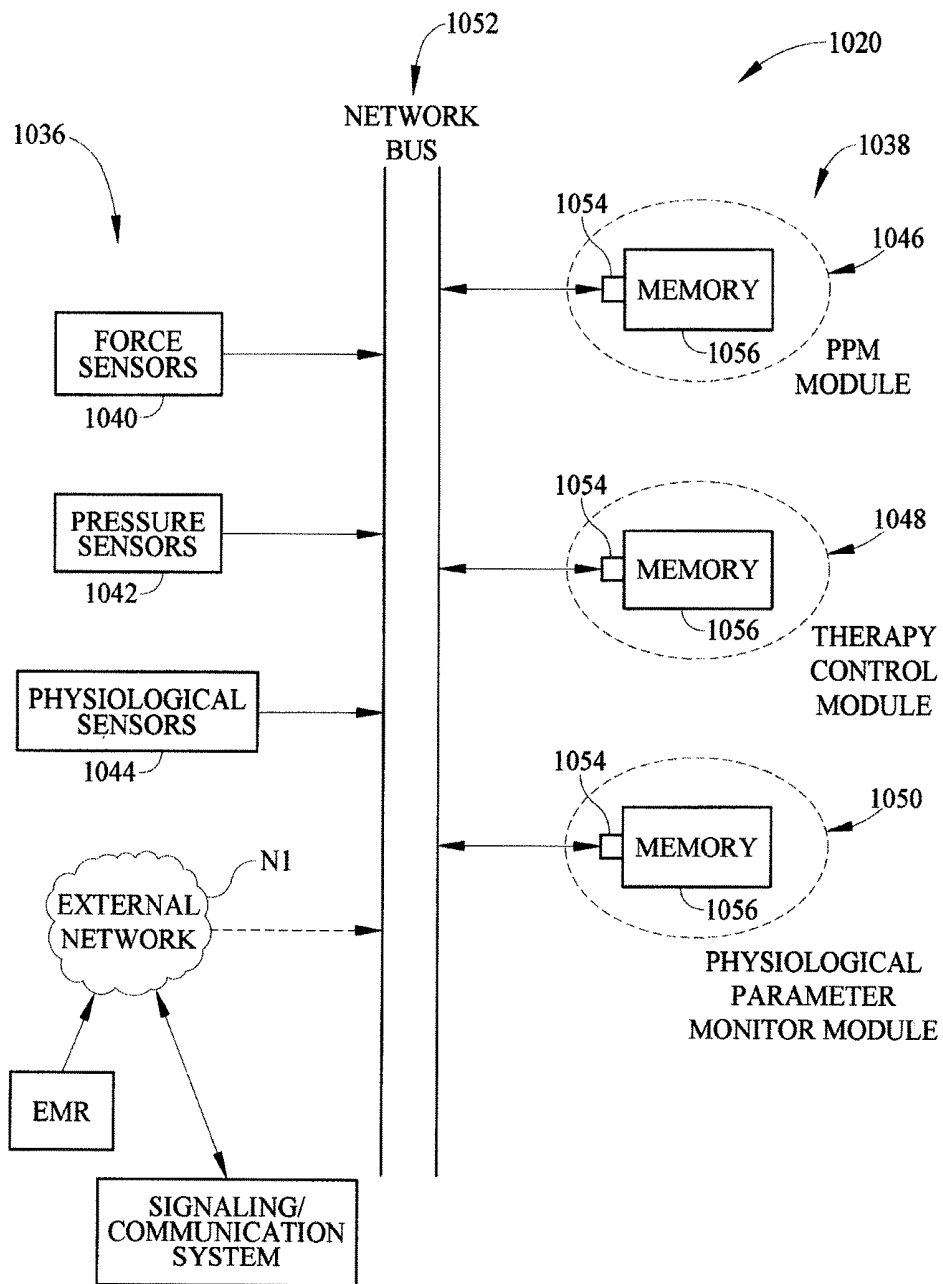 1052
1020
NETWORK
BUS
1036
1038
1054
1046
MEMORY
1056
PPM
MODULE
FORCE
SENSORS
1040
1054
1048
MEMORY
1056
THERAPY
CONTROL
MODULE
PRESSURE
SENSORS
1042
PHYSIOLOGICAL
SENSORS
1044
1054
1050
MEMORY
1056
PHYSIOLOGICAL
PARAMETER
MONITOR MODULE
N1
EXTERNAL
NETWORK
EMR
SIGNALING/
COMMUNICATION
SYSTEM